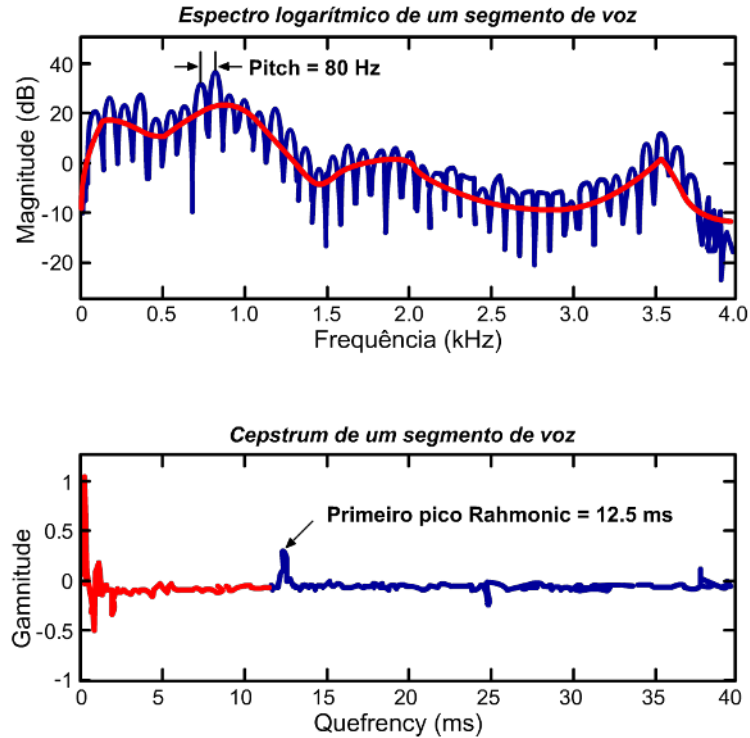 Espectro logarítmico de um segmento de voz
Pitch = 80 Hz
Magnitude (dB)
40
20
0
-10
-20
0 0.5 1.0 1.5 2.0 2.5 3.0 3.5 4.0
Frequência (kHz)
Cepstrum de um segmento de voz
Primeiro pico Rahmonic = 12.5 ms
Gamnitude
1
0.5
0
-0.5
-1
0 5 10 15 20 25 30 35 40
Quefrency (ms)